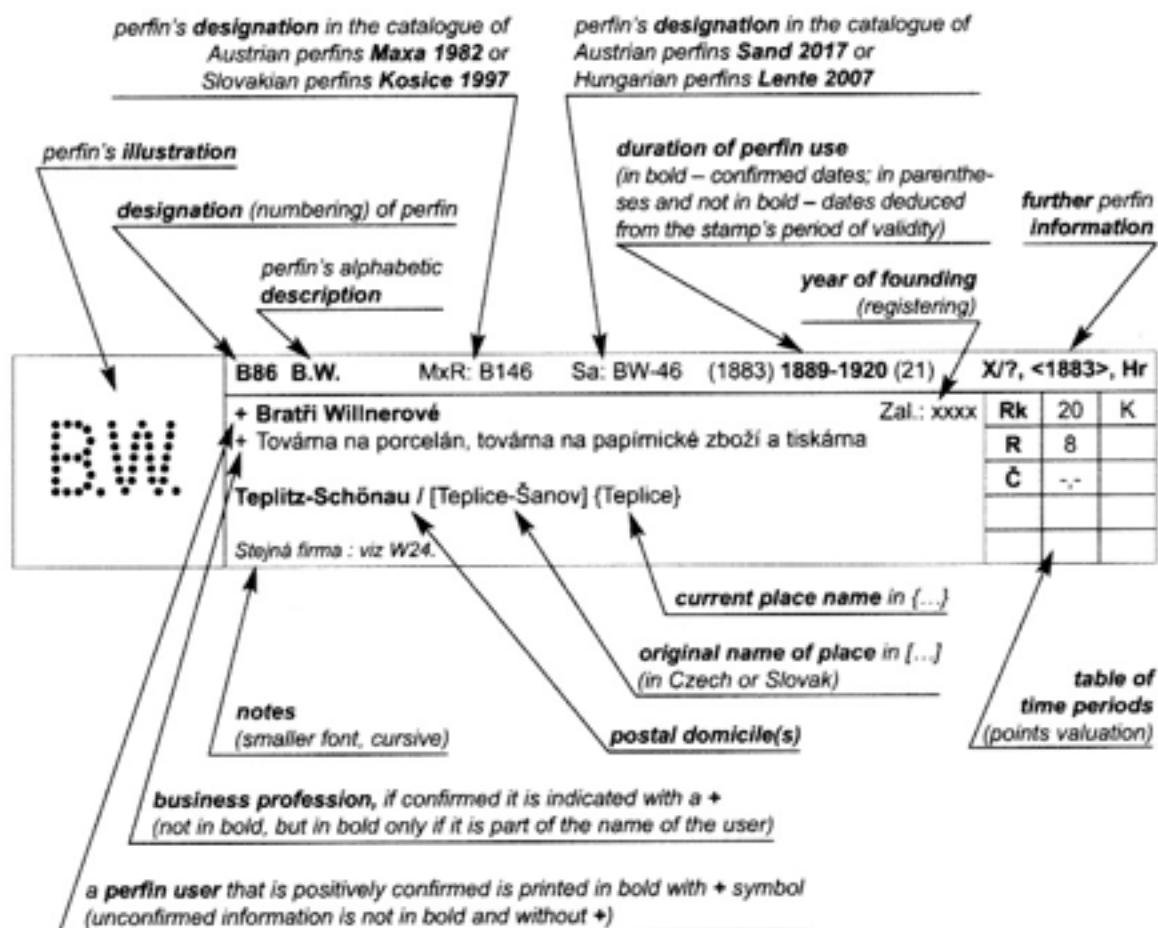 perfin's designation in the catalogue of
Austrian perfins Maxa 1982 or
Slovakian perfins Kosice 1997
perfin's designation in the catalogue of
Austrian perfins Sand 2017 or
Hungarian perfins Lente 2007
perfin's illustration
designation (numbering) of perfin
perfin's alphabetic
description
duration of perfin use
(in bold – confirmed dates; in parenthe-
ses and not in bold – dates deduced
from the stamp's period of validity)
further perfin
information
year of founding
(registering)
B.W.
B86 B.W. MxR: B146 Sa: BW-46 (1883) 1889-1920 (21) X/?, <1883>, Hr
+ Bratři Willnerové Zal.: xxxx
+ Továrna na porcelán, továrna na papírnické zboží a tiskárna
Teplitz-Schönau / [Teplice-Šanov] {Teplice}
Stejná firma : viz W24.
Rk 20 K
R 8
Č -.-
current place name in {...}
original name of place in [...]
(in Czech or Slovak)
table of
time periods
(points valuation)
notes
(smaller font, cursive)
postal domicile(s)
business profession, if confirmed it is indicated with a +
(not in bold, but in bold only if it is part of the name of the user)
a perfin user that is positively confirmed is printed in bold with + symbol
(unconfirmed information is not in bold and without +)